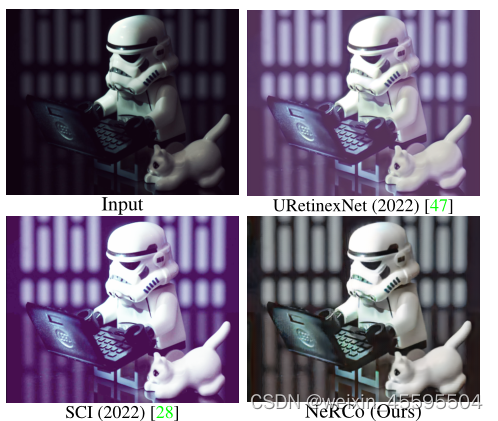 Input
URetinexNet (2022) [47]
SCI (2022) [28]
NeRCo (Ours)
CSDN @weixin_45595504